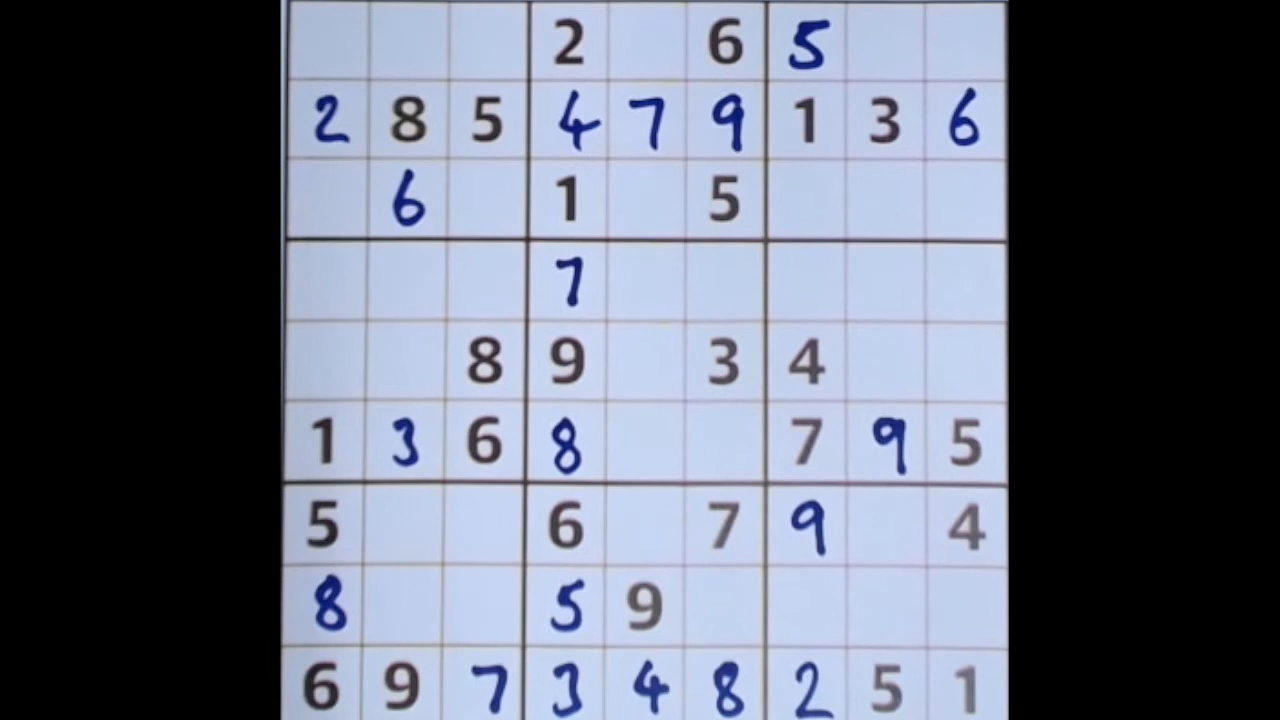 2 6 5
2 8 5 4 7 9 1 3 6
6 1 5
7
8 9 3 4
1 3 6 8 7 9 5
5 6 7 9 4
8 5 9
6 9 7 3 4 8 2 5 1